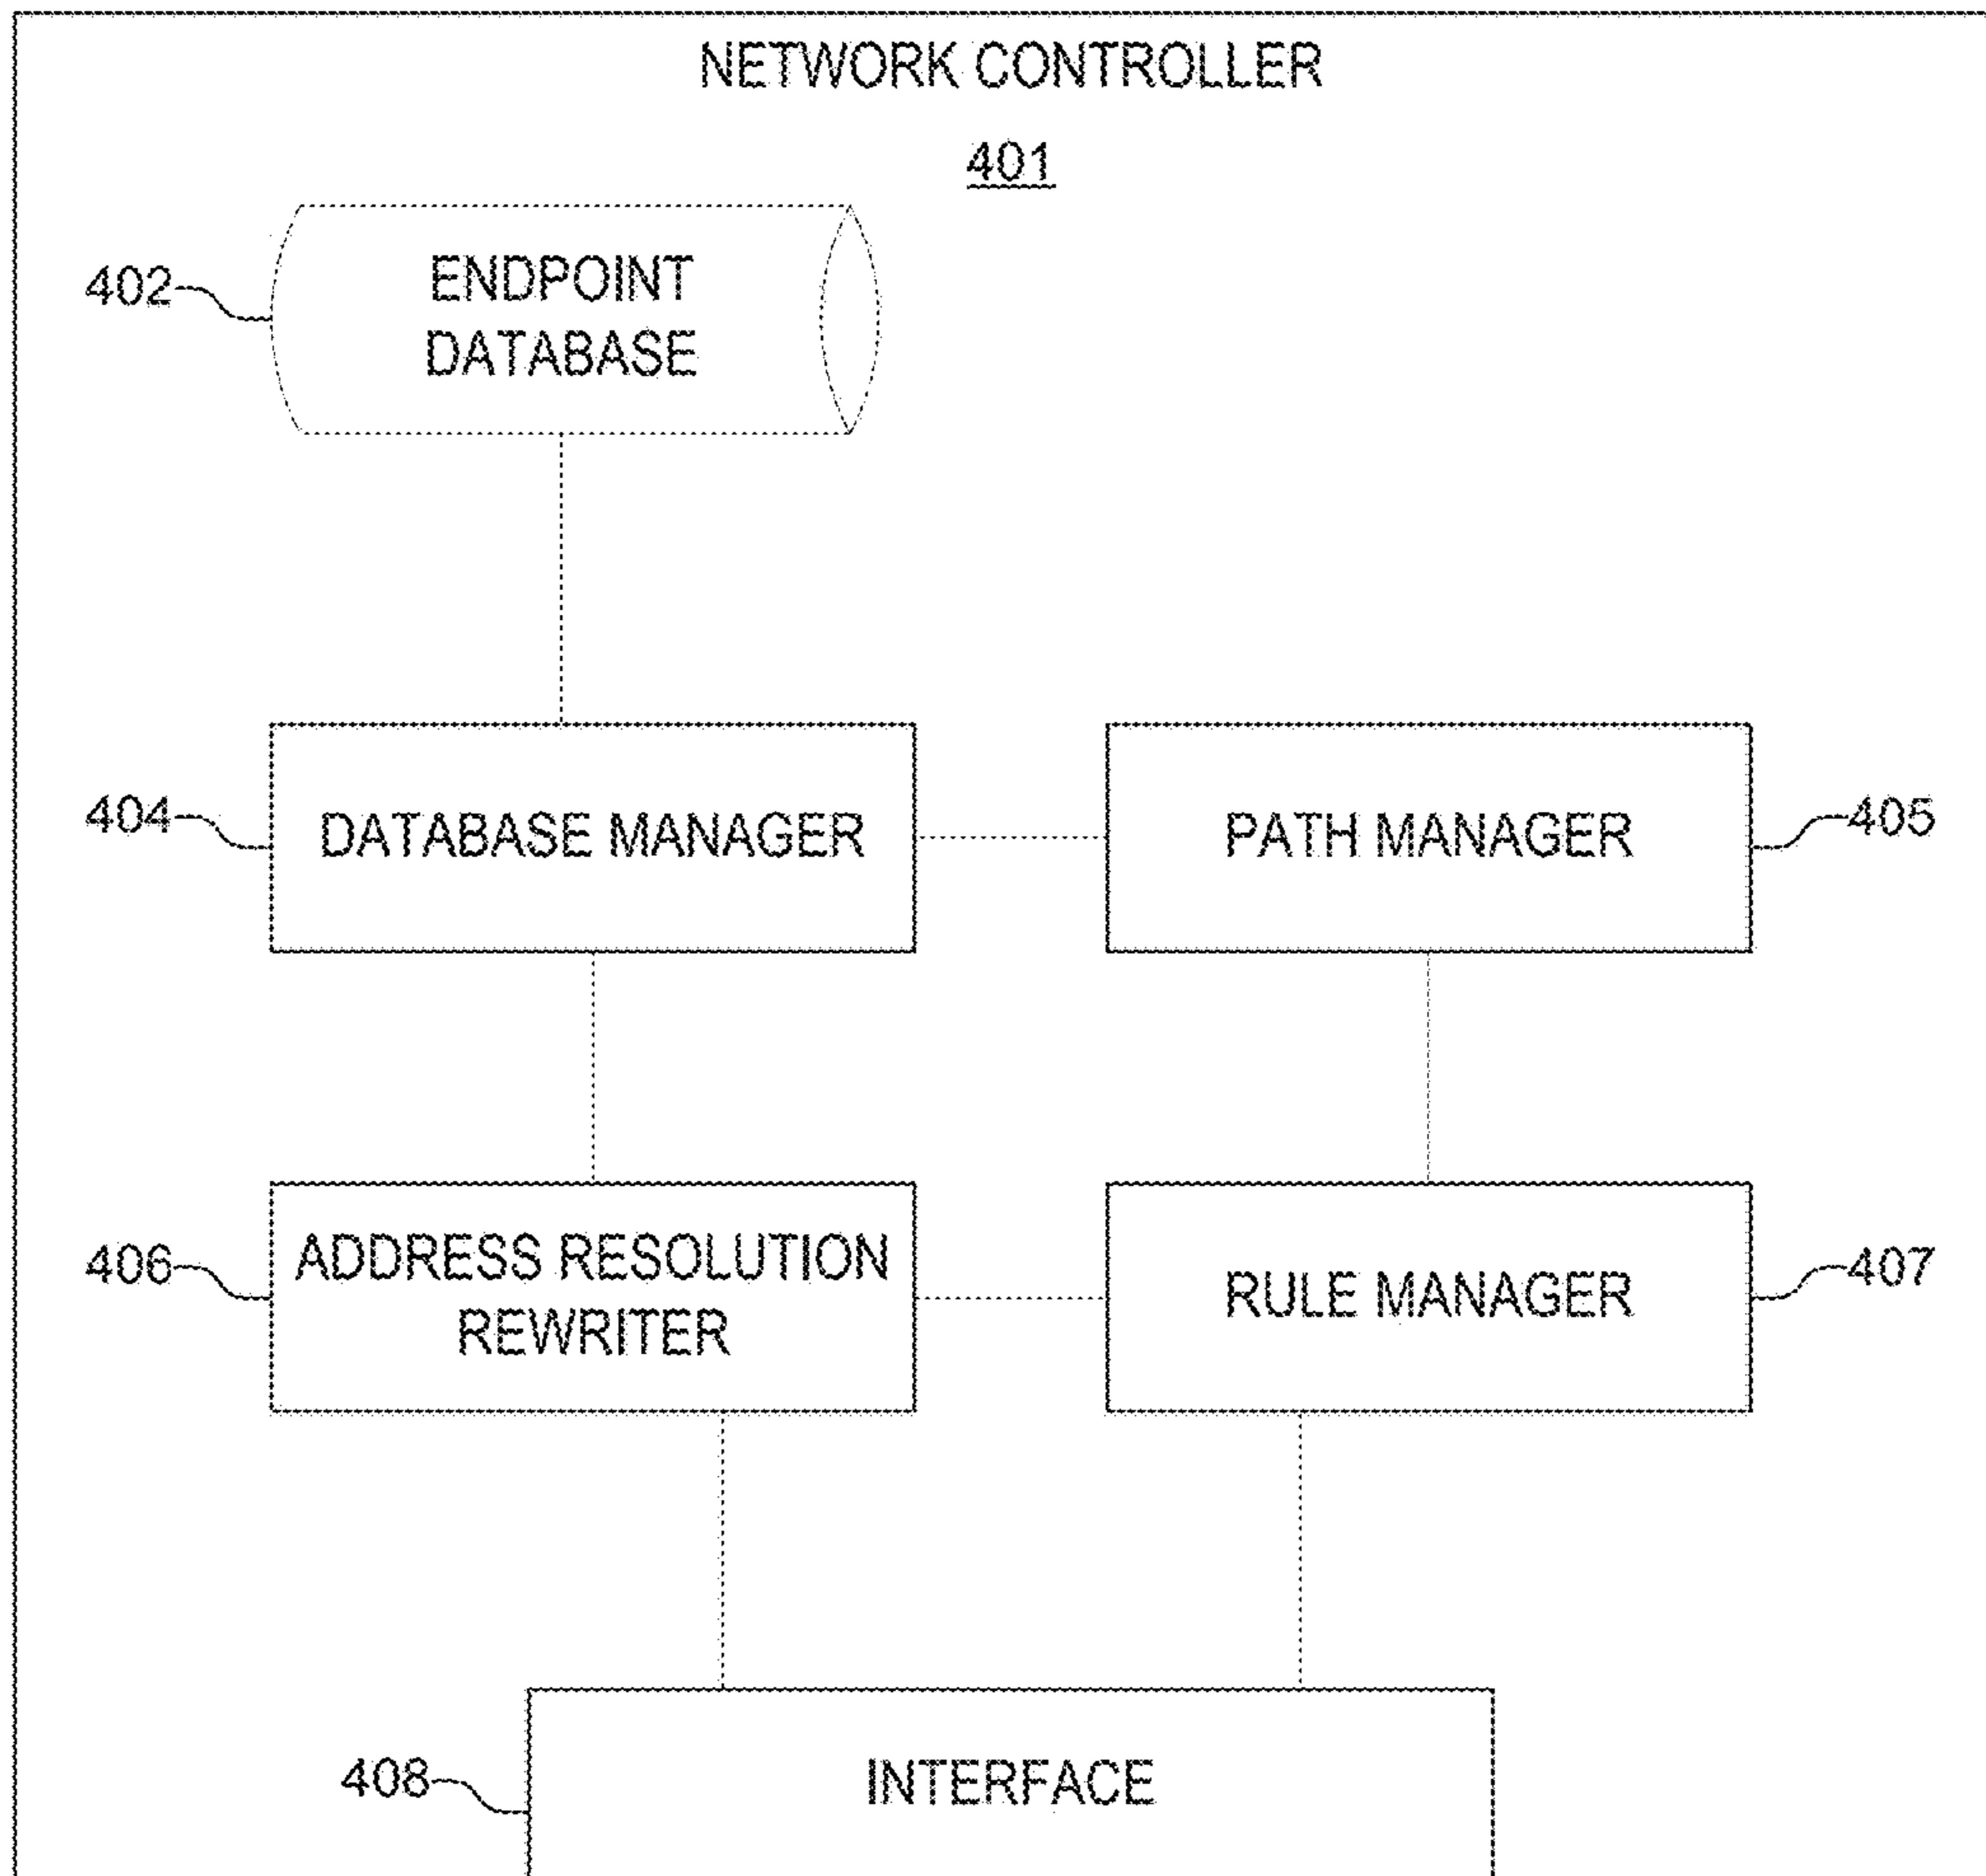 NETWORK CONTROLLER
401
402
ENDPOINT
DATABASE
404
DATABASE MANAGER
PATH MANAGER
405
406
ADDRESS RESOLUTION
REWRITER
RULE MANAGER
407
408
INTERFACE